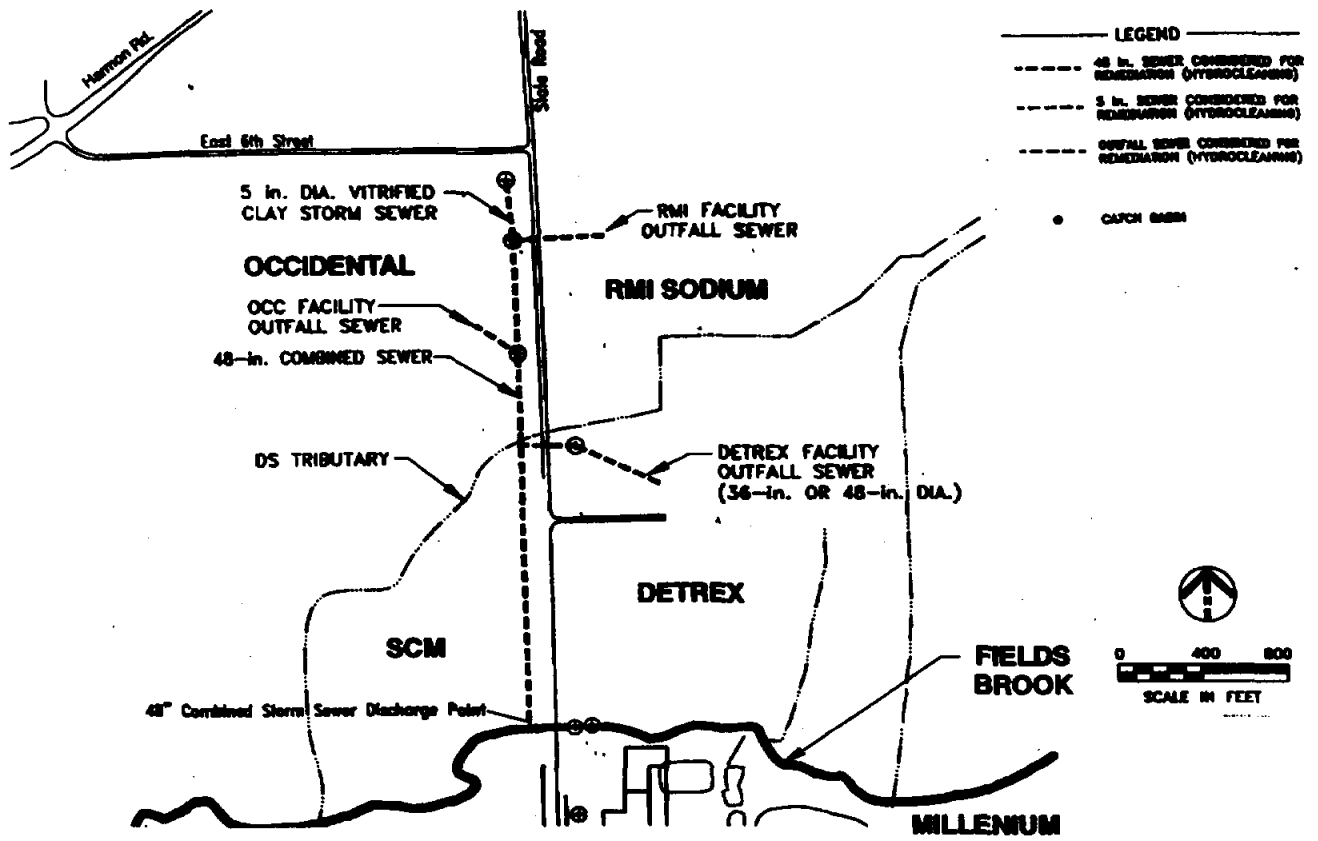 Harmon Rd.
State Road
East 6th Street
LEGEND
48 in. SEWER CONSIDERED FOR
REMEDIATION (HYDROCLEANING)
5 in. SEWER CONSIDERED FOR
REMEDIATION (HYDROCLEANING)
OUTFALL SEWER CONSIDERED FOR
REMEDIATION (HYDROCLEANING)
CATCH BASIN
5 in. DIA. VITRIFIED
CLAY STORM SEWER
RMI FACILITY
OUTFALL SEWER
OCCIDENTAL
RMI SODIUM
OCC FACILITY
OUTFALL SEWER
48-in. COMBINED SEWER
DS TRIBUTARY
DETREX FACILITY
OUTFALL SEWER
(36-in. OR 48-in. DIA.)
DETREX
SCM
N
FIELDS
BROOK
0 400 800
SCALE IN FEET
48" Combined Storm Sewer Discharge Point
MILLENIUM